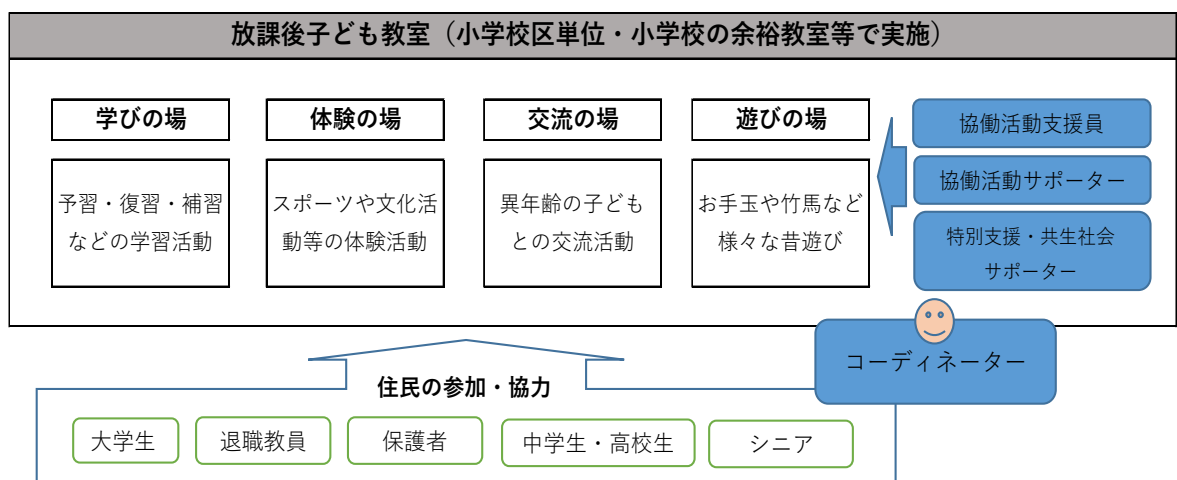 放課後子ども教室（小学校区単位・小学校の余裕教室等で実施）
学びの場
体験の場
交流の場
遊びの場
予習・復習・補習
などの学習活動
スポーツや文化活
動等の体験活動
異年齢の子ども
との交流活動
お手玉や竹馬など
様々な昔遊び
協働活動支援員
協働活動サポーター
特別支援・共生社会
サポーター
コーディネーター
住民の参加・協力
大学生
退職教員
保護者
中学生・高校生
シニア